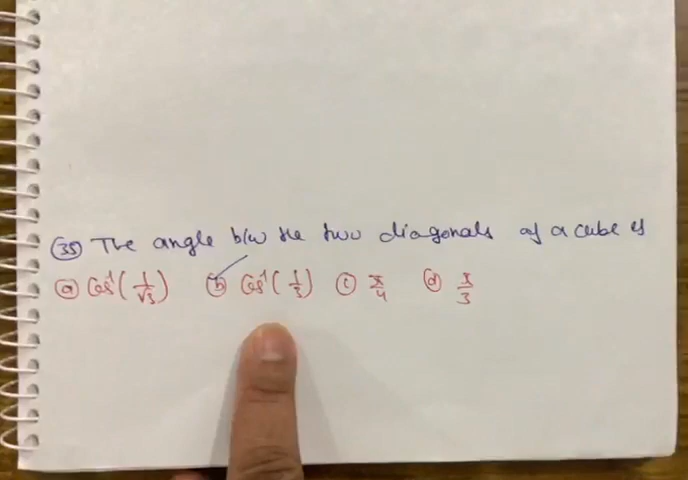 (35) The angle b/w the two diagonals of a cube is
(a) Cos⁻¹(1/√3) (b) Cos⁻¹(1/3) (c) π/4 (d) π/3